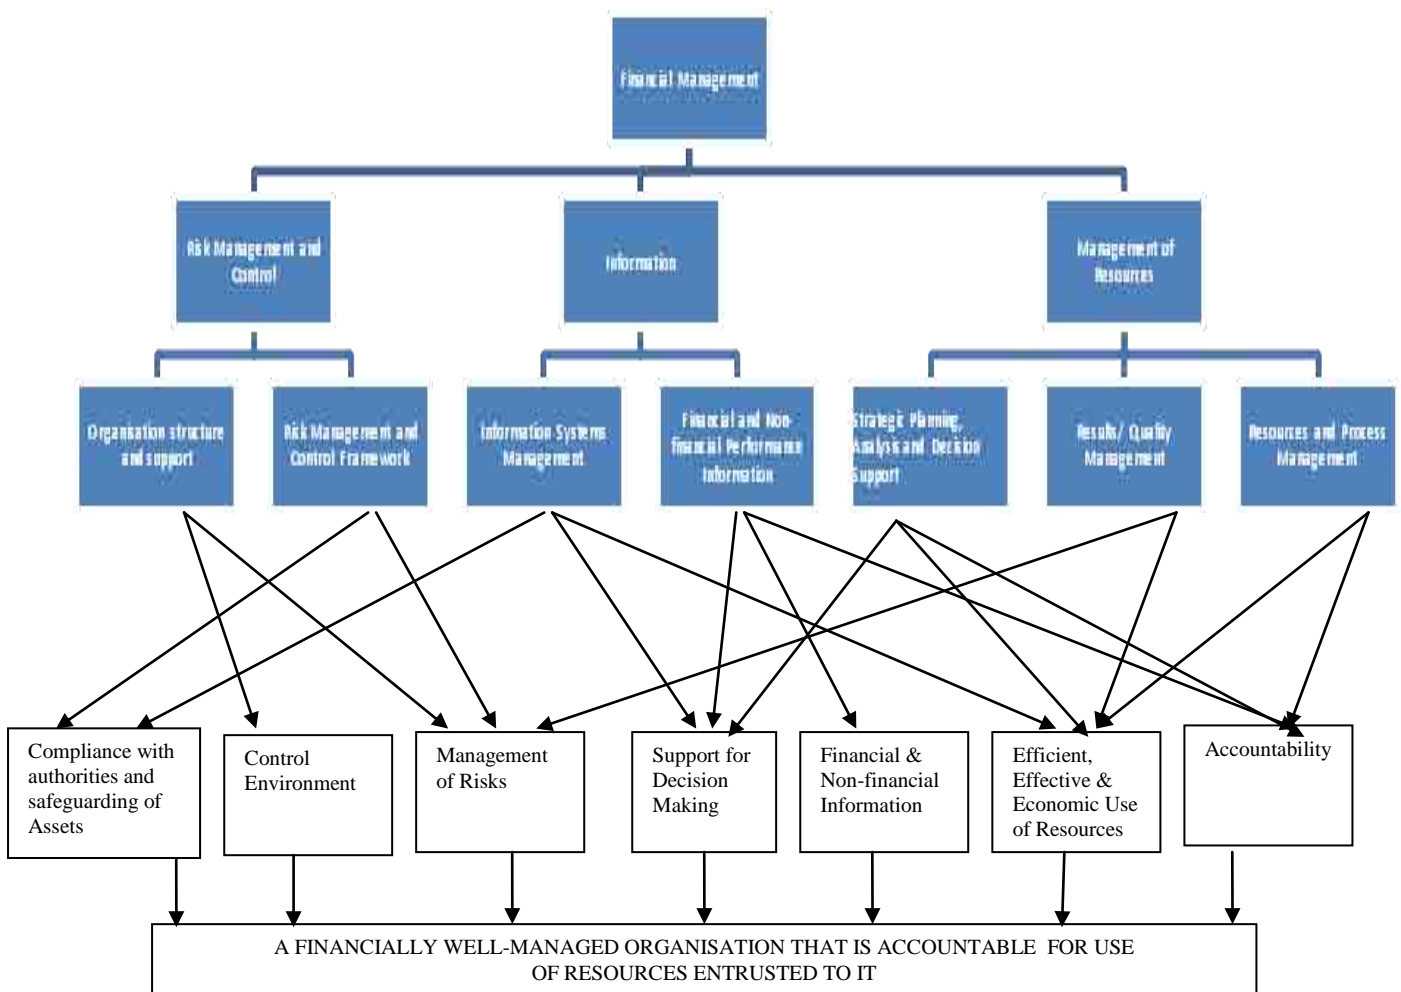 Financial Management
Risk Management and
Control
Information
Management of
Resources
Organisation structure
and support
Risk Management and
Control Framework
Information Systems
Management
Financial and Non-
financial Performance
Information
Strategic Planning,
Analysis and Decision
Support
Results/ Quality
Management
Resources and Process
Management
Compliance with
authorities and
safeguarding of
Assets
Control
Environment
Management
of Risks
Support for
Decision
Making
Financial &
Non-financial
Information
Efficient,
Effective &
Economic Use
of Resources
Accountability
A FINANCIALLY WELL-MANAGED ORGANISATION THAT IS ACCOUNTABLE FOR USE
OF RESOURCES ENTRUSTED TO IT